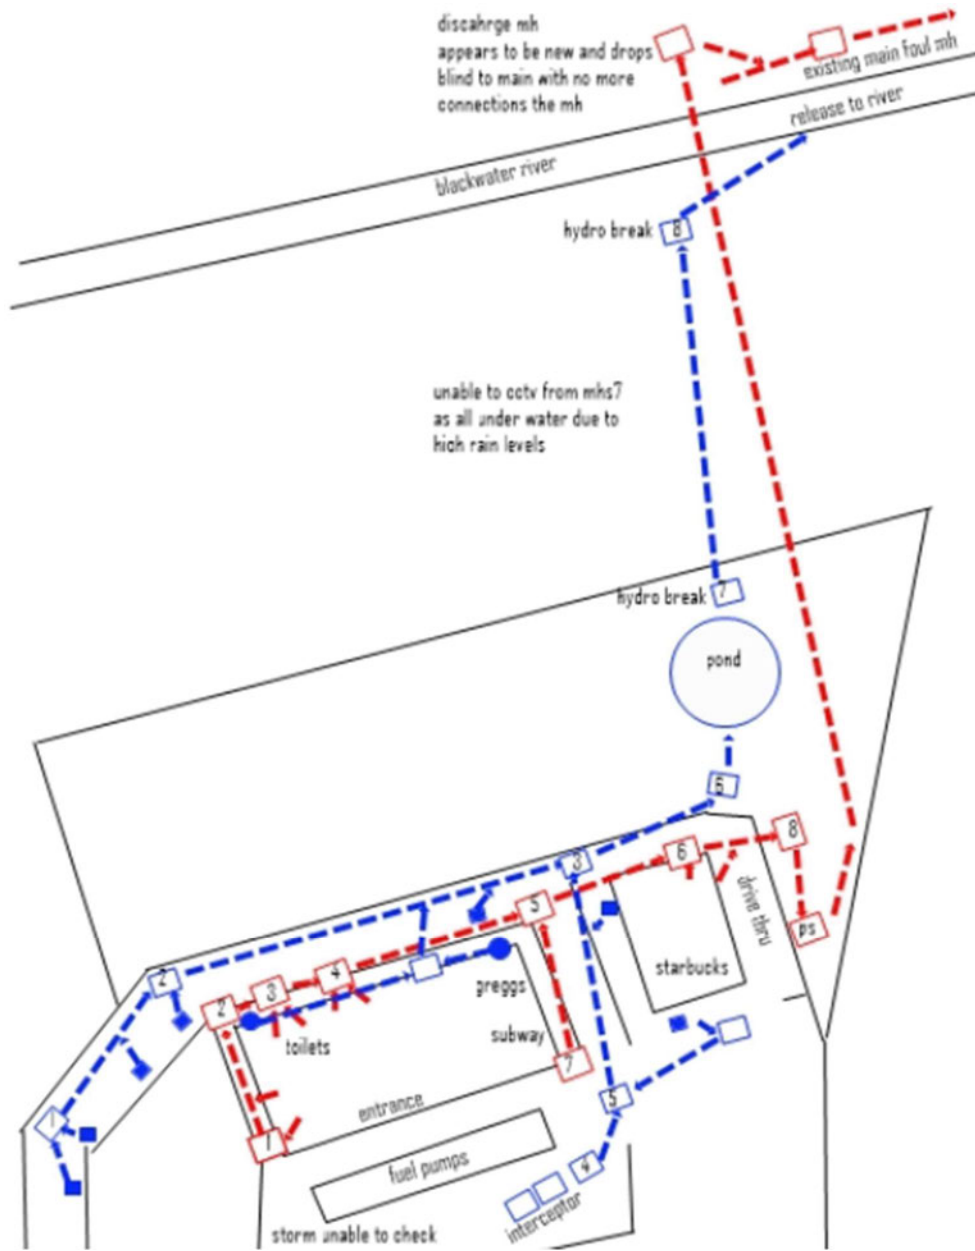 discahrge mh
appears to be new and drops
blind to main with no more
connections the mh
existing main foul mh
release to river
blackwater river
hydro break
8
unable to cctv from mhs7
as all under water due to
high rain levels
hydro break
7
pond
6
8
6
3
drive thru
5
ps
2
4
3
starbucks
greggs
2
toilets
subway
7
1
5
entrance
1
fuel pumps
4
interceptor
storm unable to check